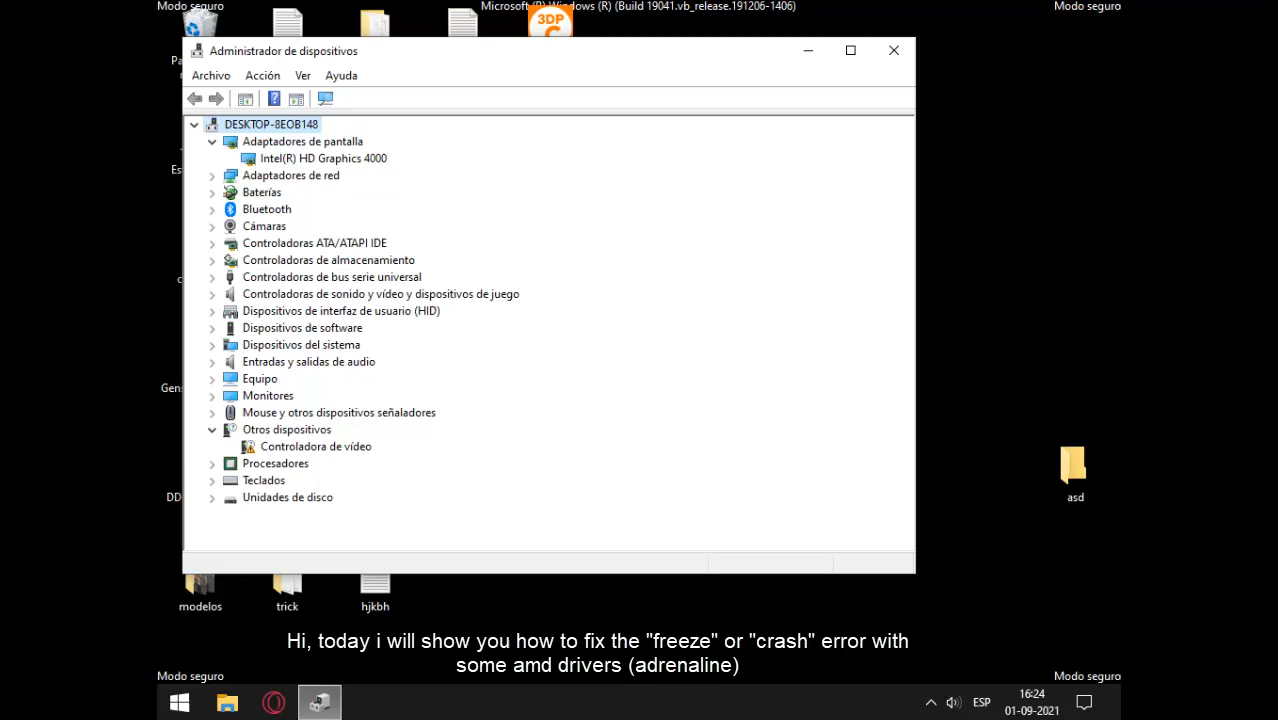 Modo seguro
Microsoft (R) Windows (R) (Build 19041.vb_release.191206-1406)
Modo seguro
3DP
Administrador de dispositivos
Archivo Acción Ver Ayuda
DESKTOP-8EOB148
Adaptadores de pantalla
Intel(R) HD Graphics 4000
Adaptadores de red
Baterías
Bluetooth
Cámaras
Controladoras ATA/ATAPI IDE
Controladoras de almacenamiento
Controladoras de bus serie universal
Controladoras de sonido y vídeo y dispositivos de juego
Dispositivos de interfaz de usuario (HID)
Dispositivos de software
Dispositivos del sistema
Entradas y salidas de audio
Equipo
Monitores
Mouse y otros dispositivos señaladores
Otros dispositivos
Controladora de vídeo
Procesadores
Teclados
Unidades de disco
asd
modelos
trick
hjkbh
Hi, today i will show you how to fix the "freeze" or "crash" error with
some amd drivers (adrenaline)
Modo seguro
Modo seguro
ESP
16:24
01-09-2021